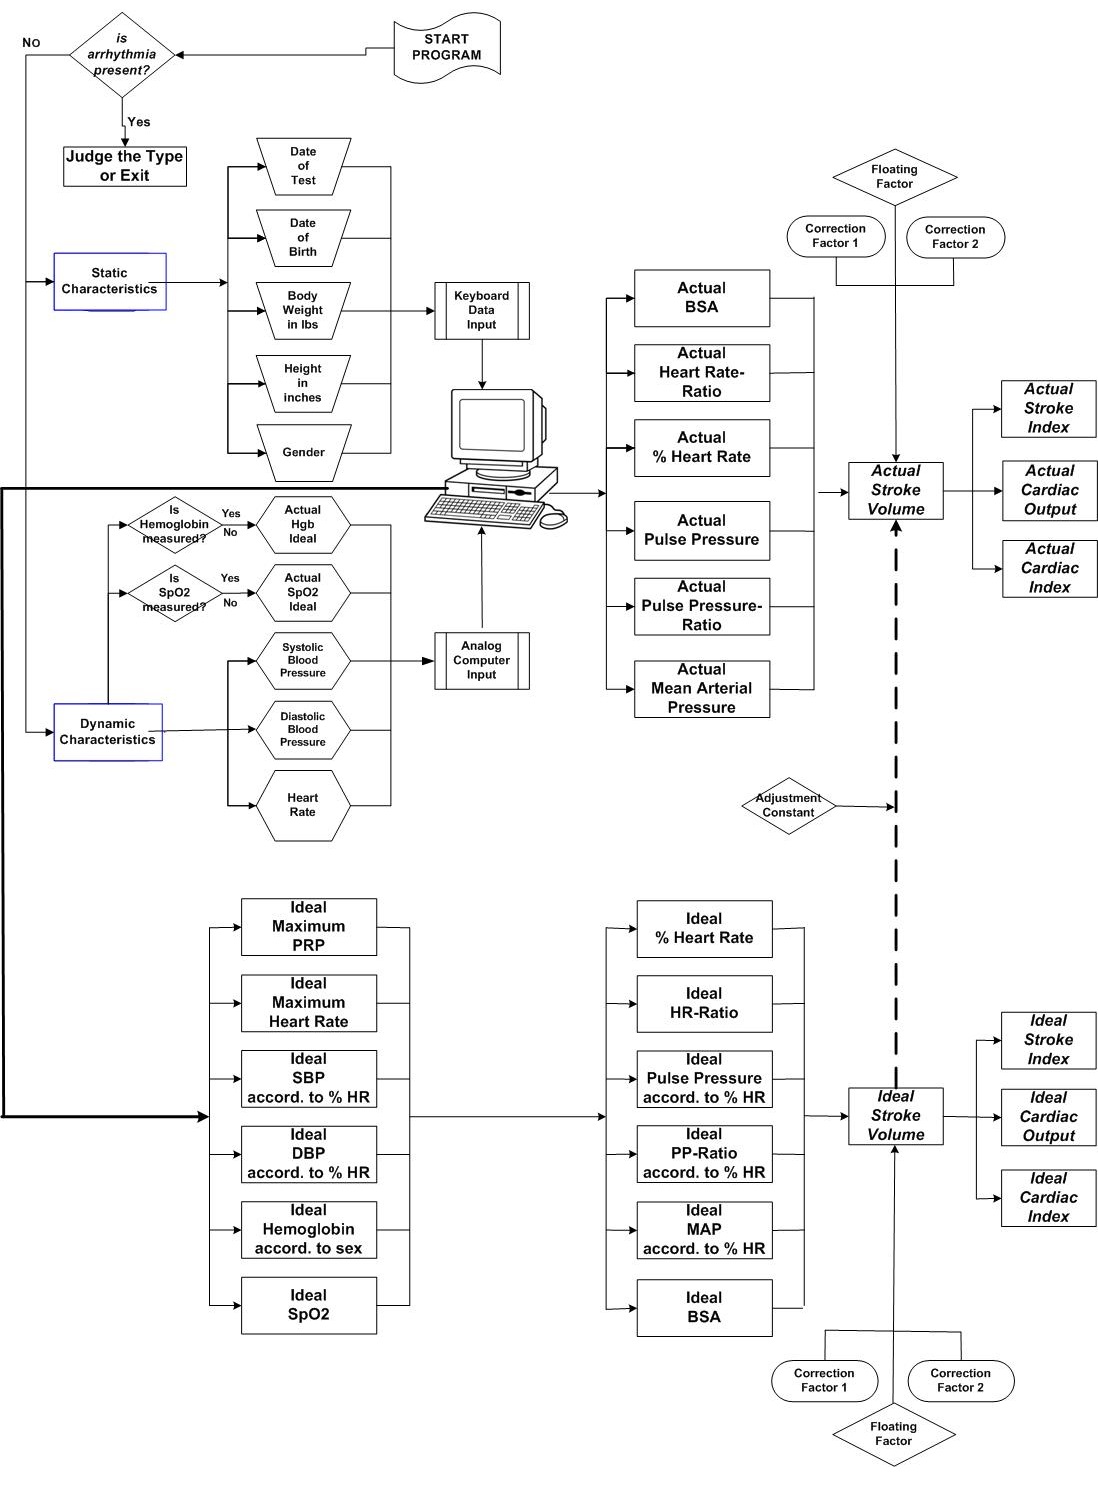 START
PROGRAM
is
arrhythmia
present?
NO
Yes
Judge the Type
or Exit
Static
Characteristics
Date
of
Test
Date
of
Birth
Body
Weight
in lbs
Height
in
inches
Gender
Keyboard
Data
Input
Is
Hemoglobin
measured?
Yes
No
Actual
Hgb
Ideal
Is
SpO2
measured?
Yes
No
Actual
SpO2
Ideal
Systolic
Blood
Pressure
Diastolic
Blood
Pressure
Heart
Rate
Dynamic
Characteristics
Analog
Computer
Input
Actual
BSA
Actual
Heart Rate-
Ratio
Actual
% Heart Rate
Actual
Pulse Pressure
Actual
Pulse Pressure-
Ratio
Actual
Mean Arterial
Pressure
Floating
Factor
Correction
Factor 1
Correction
Factor 2
Actual
Stroke
Volume
Actual
Stroke
Index
Actual
Cardiac
Output
Actual
Cardiac
Index
Adjustment
Constant
Ideal
Maximum
PRP
Ideal
Maximum
Heart Rate
Ideal
SBP
accord. to % HR
Ideal
DBP
accord. to % HR
Ideal
Hemoglobin
accord. to sex
Ideal
SpO2
Ideal
% Heart Rate
Ideal
HR-Ratio
Ideal
Pulse Pressure
accord. to % HR
Ideal
PP-Ratio
accord. to % HR
Ideal
MAP
accord. to % HR
Ideal
BSA
Ideal
Stroke
Volume
Ideal
Stroke
Index
Ideal
Cardiac
Output
Ideal
Cardiac
Index
Correction
Factor 1
Correction
Factor 2
Floating
Factor